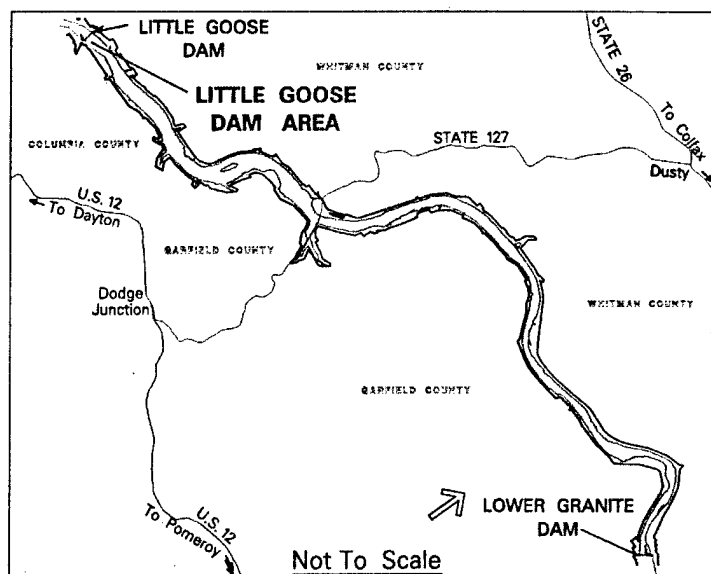 LITTLE GOOSE
DAM
WHITMAN COUNTY
STATE 26
To Colfax
LITTLE GOOSE
DAM AREA
COLUMBIA COUNTY
STATE 127
Dusty
U.S. 12
To Dayton
GARFIELD COUNTY
Dodge
Junction
WHITMAN COUNTY
GARFIELD COUNTY
LOWER GRANITE
DAM
To Pomeroy
U.S. 12
Not To Scale